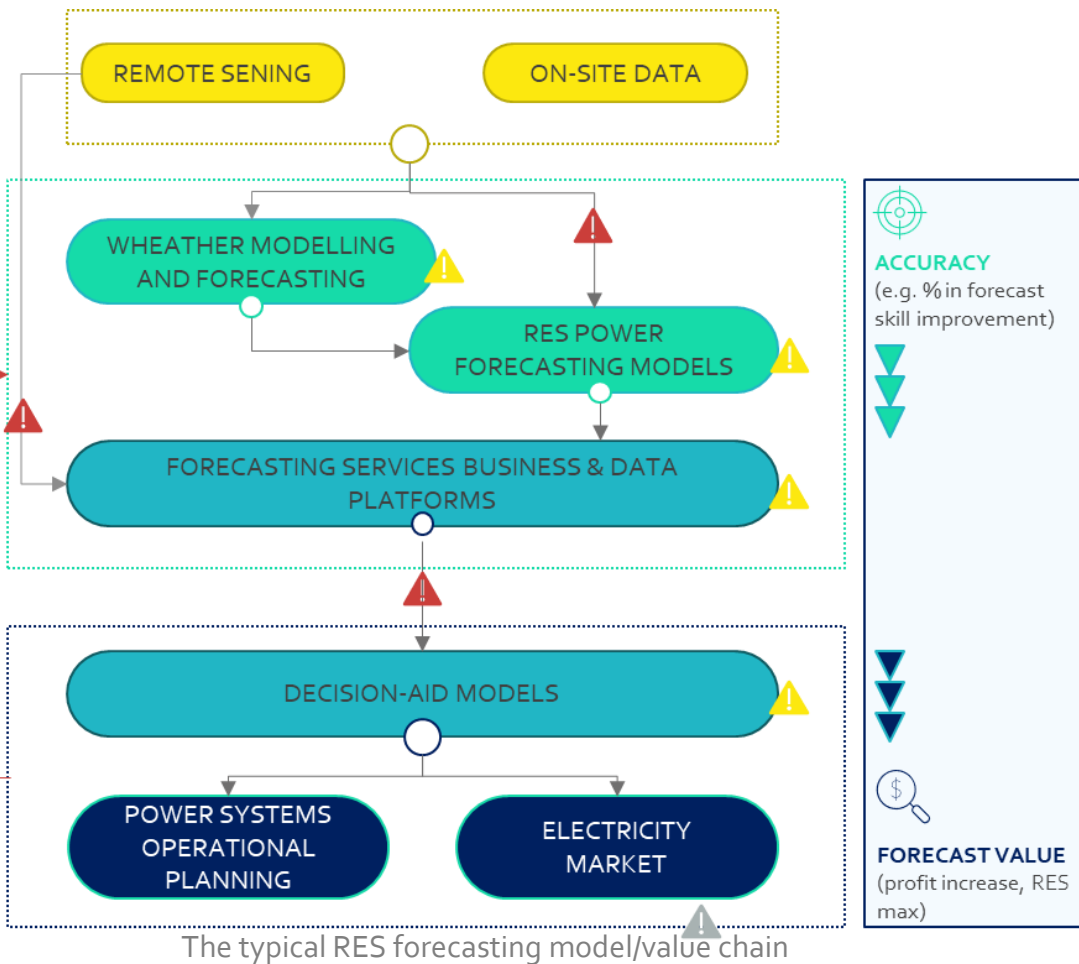 REMOTE SENING
ON-SITE DATA
WHEATHER MODELLING
AND FORECASTING
RES POWER
FORECASTING MODELS
FORECASTING SERVICES BUSINESS & DATA
PLATFORMS
DECISION-AID MODELS
POWER SYSTEMS
OPERATIONAL
PLANNING
ELECTRICITY
MARKET
ACCURACY
(e.g. % in forecast
skill improvement)
$
FORECAST VALUE
(profit increase, RES
max)
The typical RES forecasting model/value chain